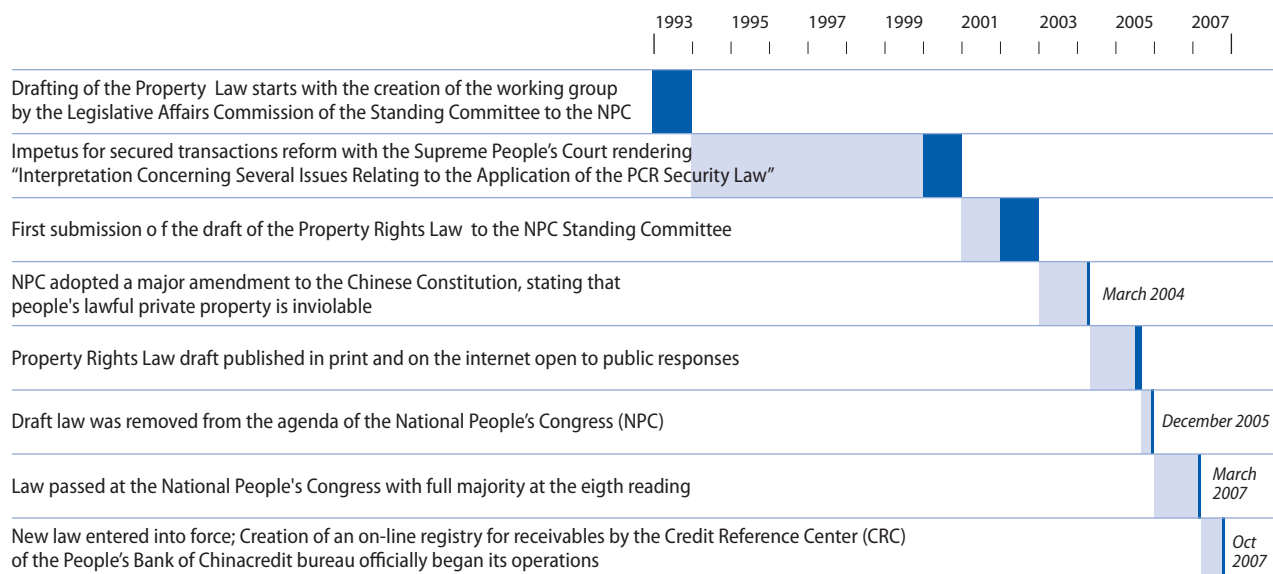 1993 1995 1997 1999 2001 2003 2005 2007
Drafting of the Property Law starts with the creation of the working group
by the Legislative Affairs Commission of the Standing Committee to the NPC
Impetus for secured transactions reform with the Supreme People's Court rendering
“Interpretation Concerning Several Issues Relating to the Application of the PCR Security Law”
First submission o f the draft of the Property Rights Law to the NPC Standing Committee
NPC adopted a major amendment to the Chinese Constitution, stating that
people's lawful private property is inviolable
March 2004
Property Rights Law draft published in print and on the internet open to public responses
Draft law was removed from the agenda of the National People’s Congress (NPC)
December 2005
Law passed at the National People's Congress with full majority at the eigth reading
March
2007
New law entered into force; Creation of an on-line registry for receivables by the Credit Reference Center (CRC)
of the People’s Bank of Chinacredit bureau officially began its operations
Oct
2007